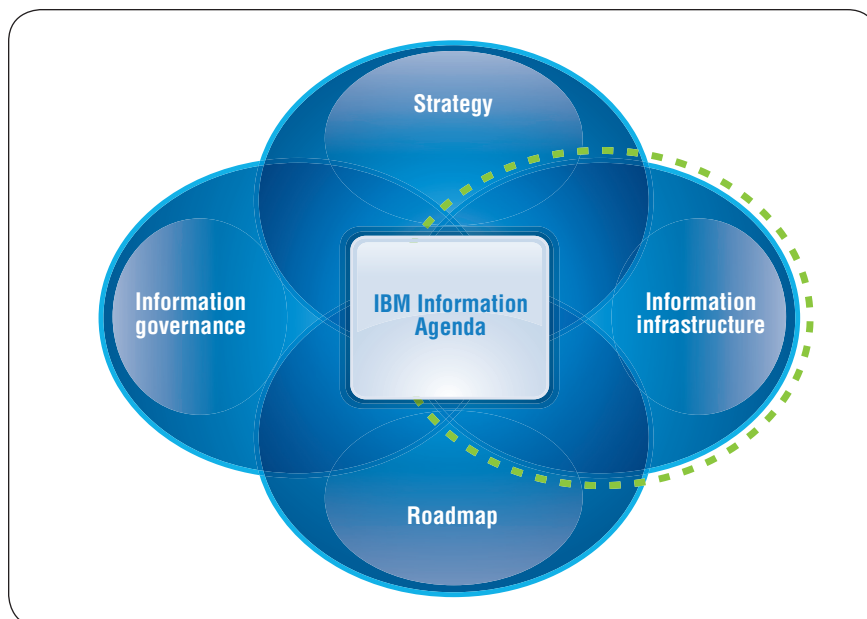 Strategy
Information
governance
IBM Information
Agenda
Information
infrastructure
Roadmap